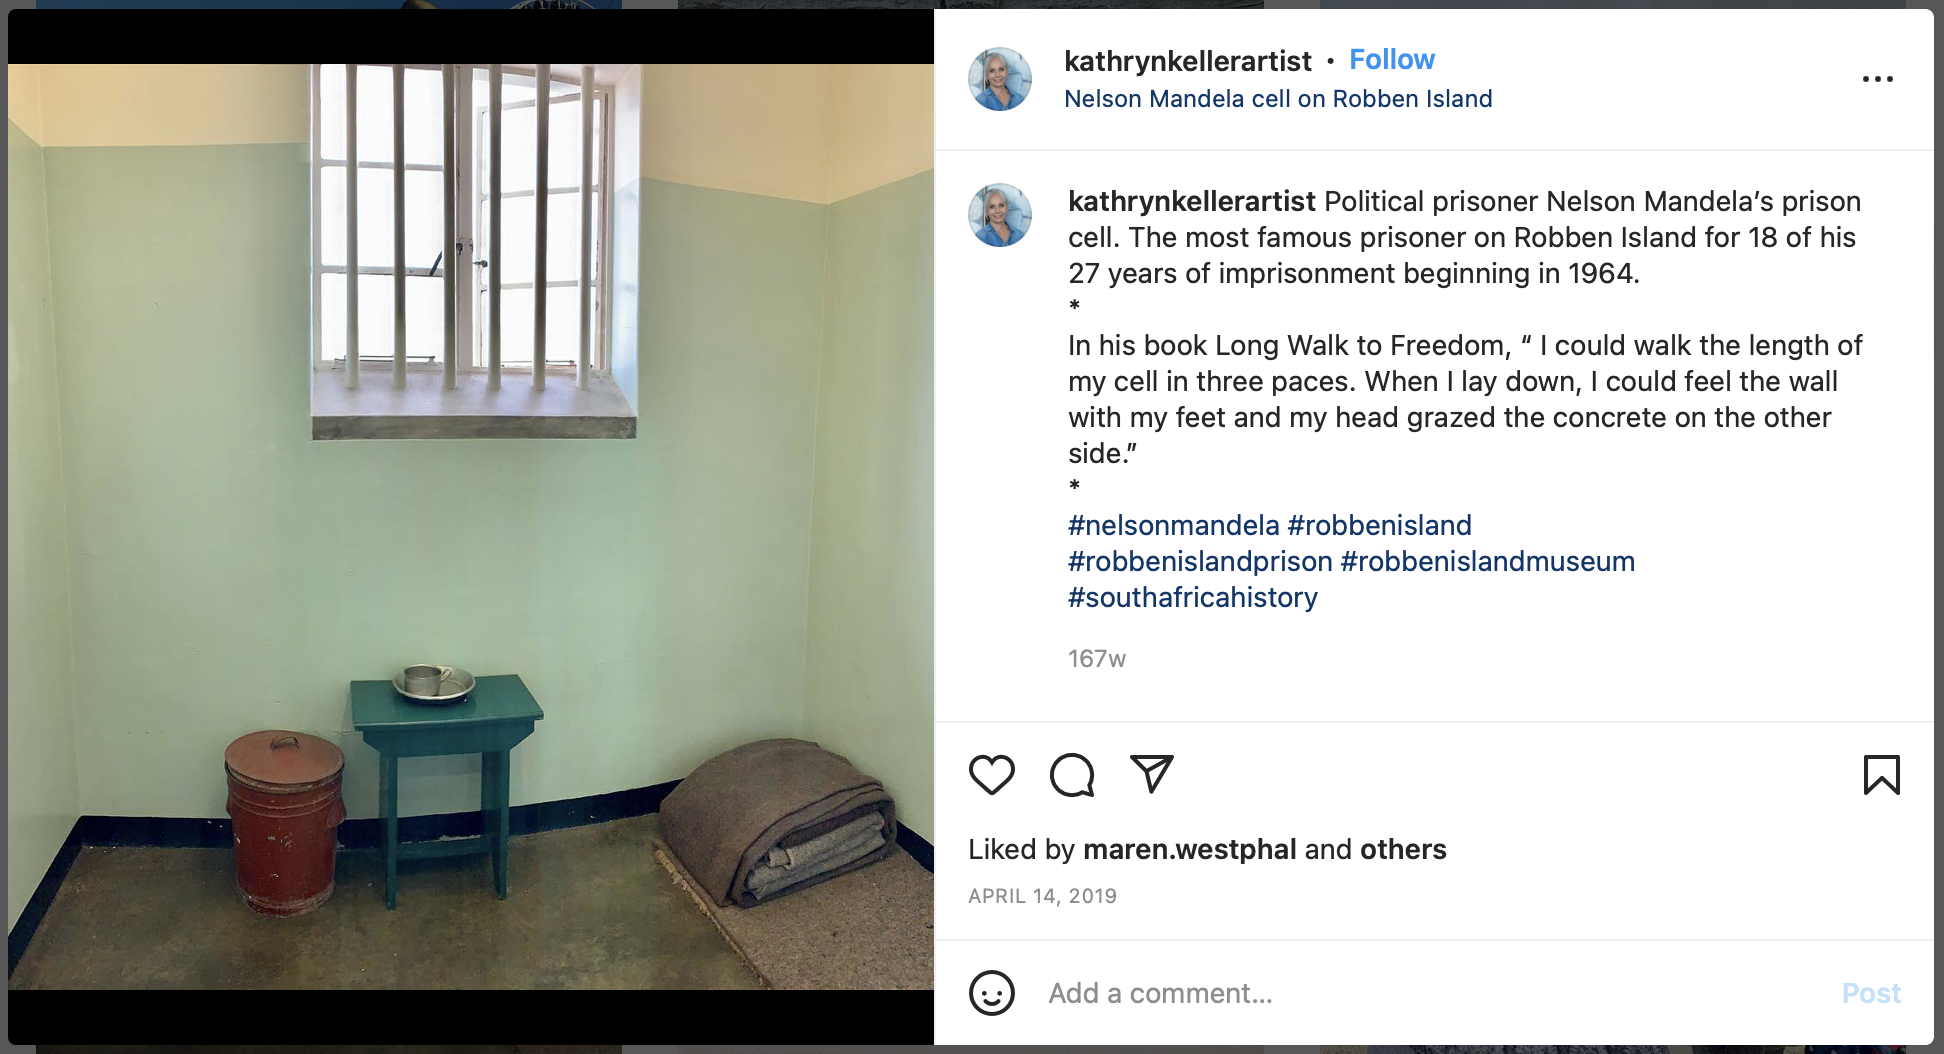 kathrynkellerartist • Follow
Nelson Mandela cell on Robben Island
kathrynkellerartist Political prisoner Nelson Mandela’s prison
cell. The most famous prisoner on Robben Island for 18 of his
27 years of imprisonment beginning in 1964.
*
In his book Long Walk to Freedom, “ I could walk the length of
my cell in three paces. When I lay down, I could feel the wall
with my feet and my head grazed the concrete on the other
side.”
*
#nelsonmandela #robbenisland
#robbenislandprison #robbenislandmuseum
#southafricahistory
167w
Liked by maren.westphal and others
APRIL 14, 2019
Add a comment...
Post